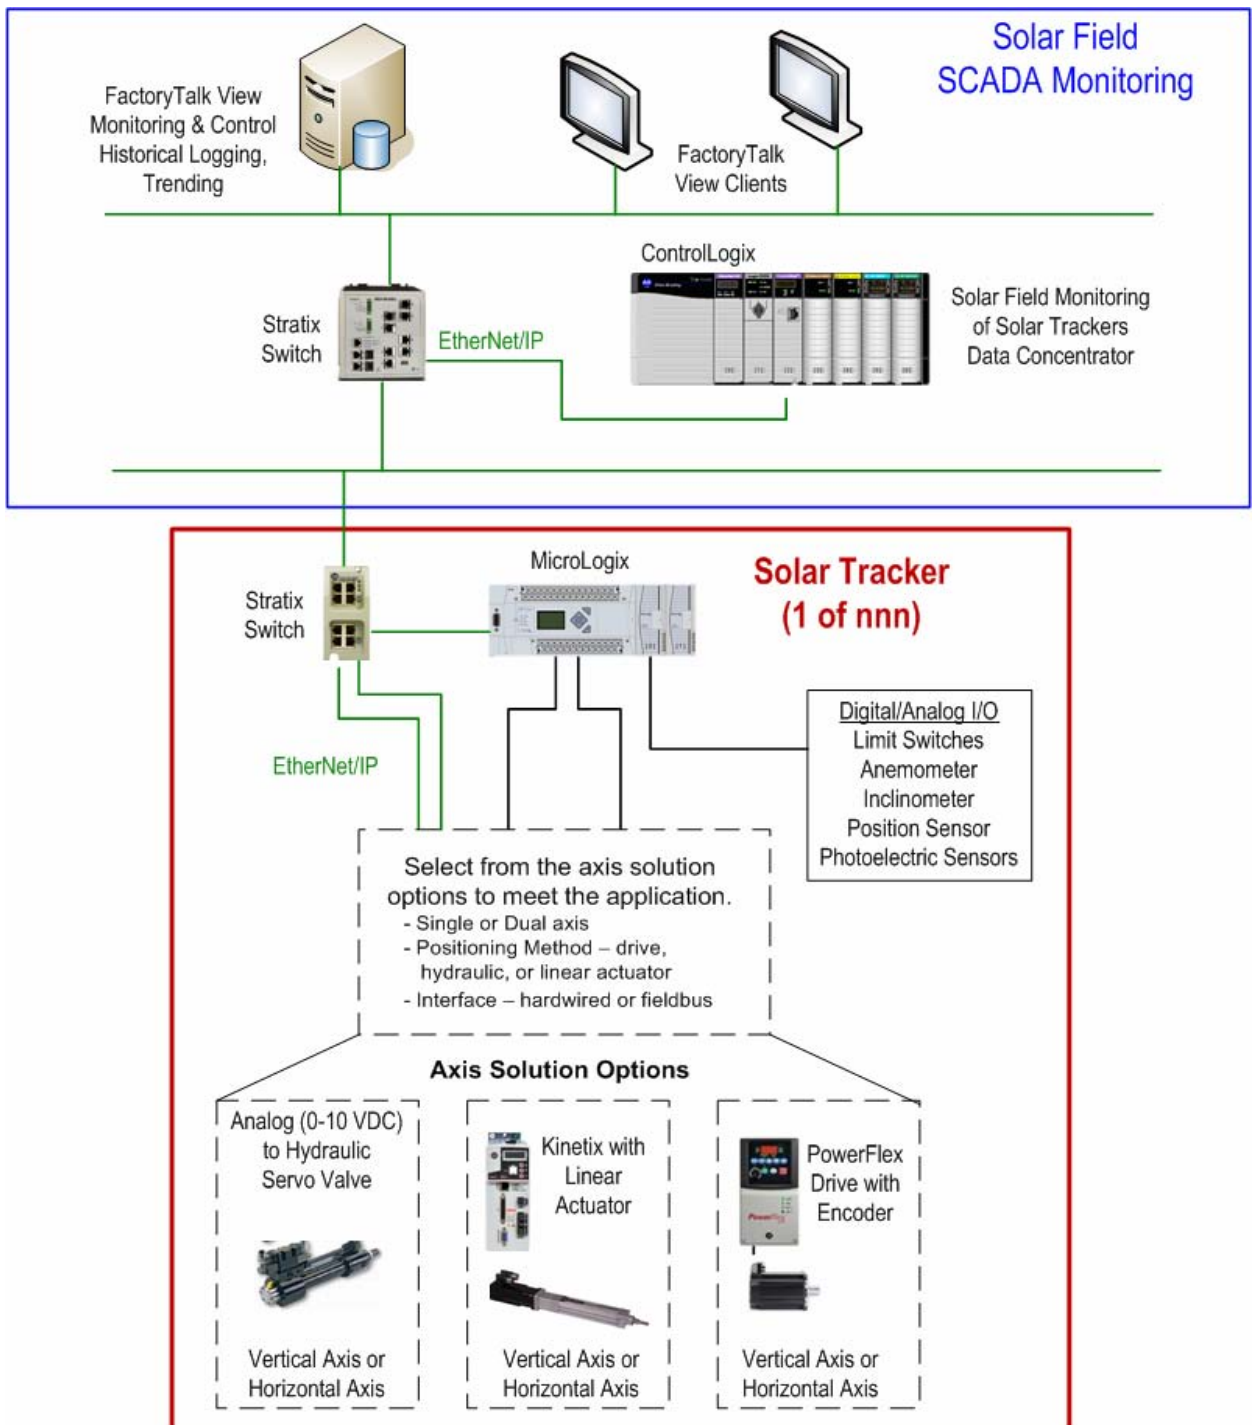 Solar Field
SCADA Monitoring
FactoryTalk View
Monitoring & Control
Historical Logging,
Trending
FactoryTalk
View Clients
ControlLogix
Stratix
Switch
EtherNet/IP
Solar Field Monitoring
of Solar Trackers
Data Concentrator
MicroLogix
Solar Tracker
(1 of nnn)
Stratix
Switch
EtherNet/IP
Digital/Analog I/O
Limit Switches
Anemometer
Inclinometer
Position Sensor
Photoelectric Sensors
Select from the axis solution
options to meet the application.
- Single or Dual axis
- Positioning Method – drive,
hydraulic, or linear actuator
- Interface – hardwired or fieldbus
Axis Solution Options
Analog (0-10 VDC)
to Hydraulic
Servo Valve
Vertical Axis or
Horizontal Axis
Kinetix with
Linear
Actuator
Vertical Axis or
Horizontal Axis
PowerFlex
Drive with
Encoder
PowerFlex
Vertical Axis or
Horizontal Axis